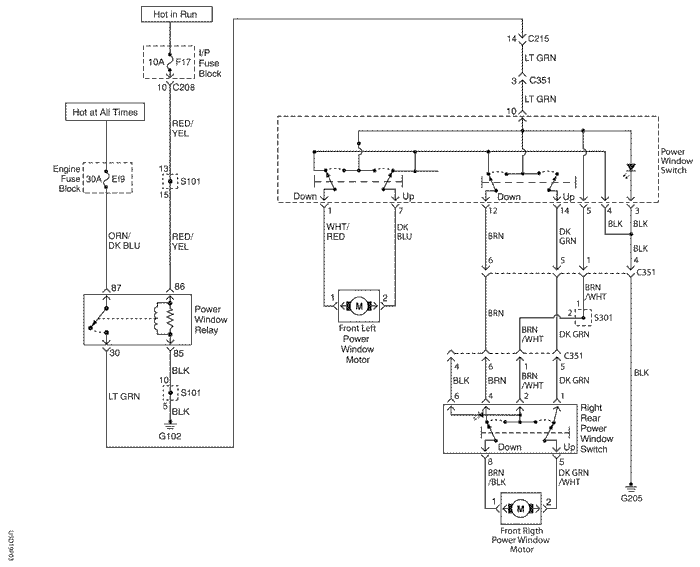 Hot in Run
10A F17
I/P
Fuse
Block
10 C206
RED/
YEL
Hot at All Times
Engine
Fuse
Block
30A EF9
13
S101
15
ORN/
DK BLU
RED/
YEL
87
86
Power
Window
Relay
30
85
BLK
LT GRN
10
S101
5
BLK
G102
14 C215
LT GRN
3 C351
LT GRN
10
Power
Window
Switch
Down
Up
Down
Up
1
7
12
14
5
4
3
WHT/
RED
DK
BLU
BRN
DK
GRN
BLK
BLK
BLK
6
5
1
4
C351
1 M 2
Front Left
Power
Window
Motor
BRN
BRN
/WHT
1
2
S301
BRN
/WHT
DK GRN
C351
4
6
1
5
BLK
BRN
BRN
/WHT
DK GRN
BLK
6
4
2
1
Right
Rear
Power
Window
Switch
Down
Up
8
5
BRN
/BLK
DK GRN
/WHT
G205
1 M 2
Front Rigth
Power Window
Motor